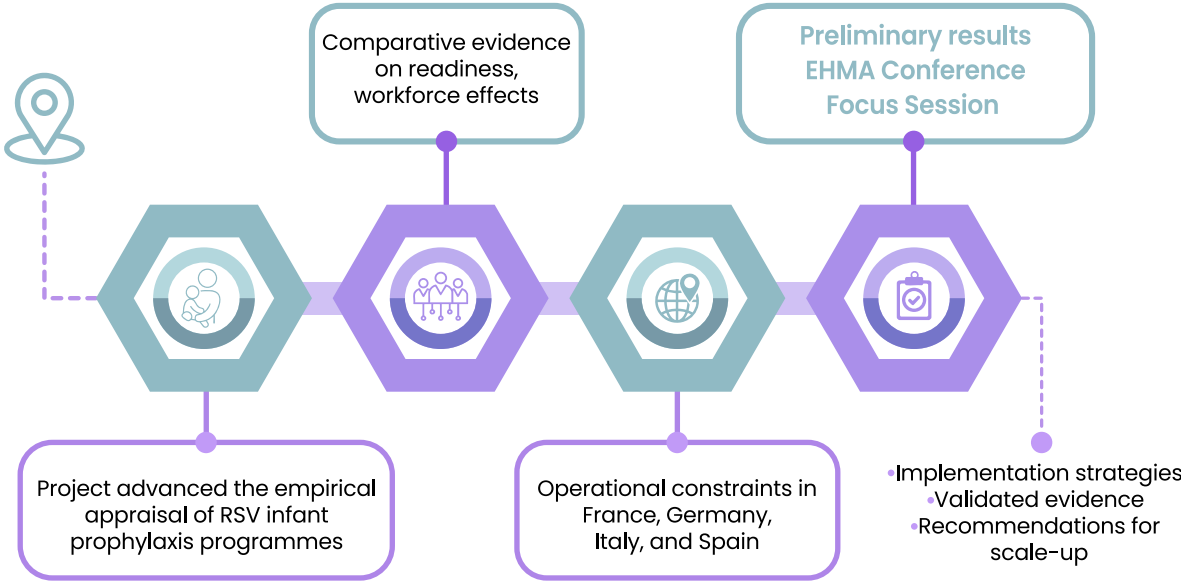 Comparative evidence
on readiness,
workforce effects
Preliminary results
EHMA Conference
Focus Session
Project advanced the empirical
appraisal of RSV infant
prophylaxis programmes
Operational constraints in
France, Germany,
Italy, and Spain
•Implementation strategies
•Validated evidence
•Recommendations for
scale-up